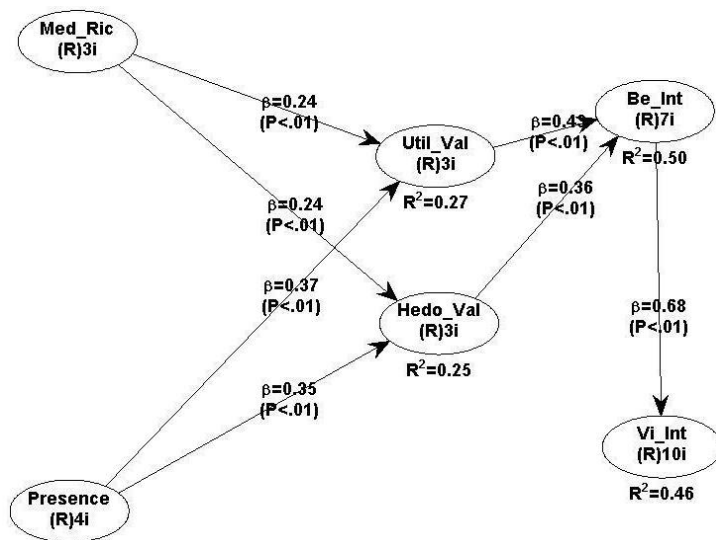 Med_Ric
(R)3i
β=0.24
(P<.01)
Util_Val
(R)3i
R²=0.27
(P<.01)
Be_Int
(R)7i
R²=0.50
β=0.24
(P<.01)
β=0.36
(P<.01)
β=0.37
(P<.01)
Hedo_Val
(R)3i
R²=0.25
β=0.35
(P<.01)
β=0.68
(P<.01)
Vi_Int
(R)10i
R²=0.46
Presence
(R)4i